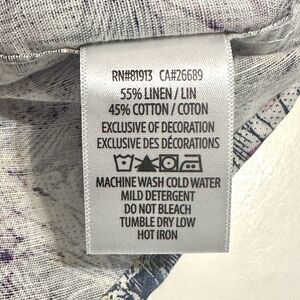 RN#81913 CA#26689
55% LINEN / LIN
45% COTTON / COTON
EXCLUSIVE OF DECORATION
EXCLUSIVE DES DÉCORATIONS
MACHINE WASH COLD WATER
MILD DETERGENT
DO NOT BLEACH
TUMBLE DRY LOW
HOT IRON